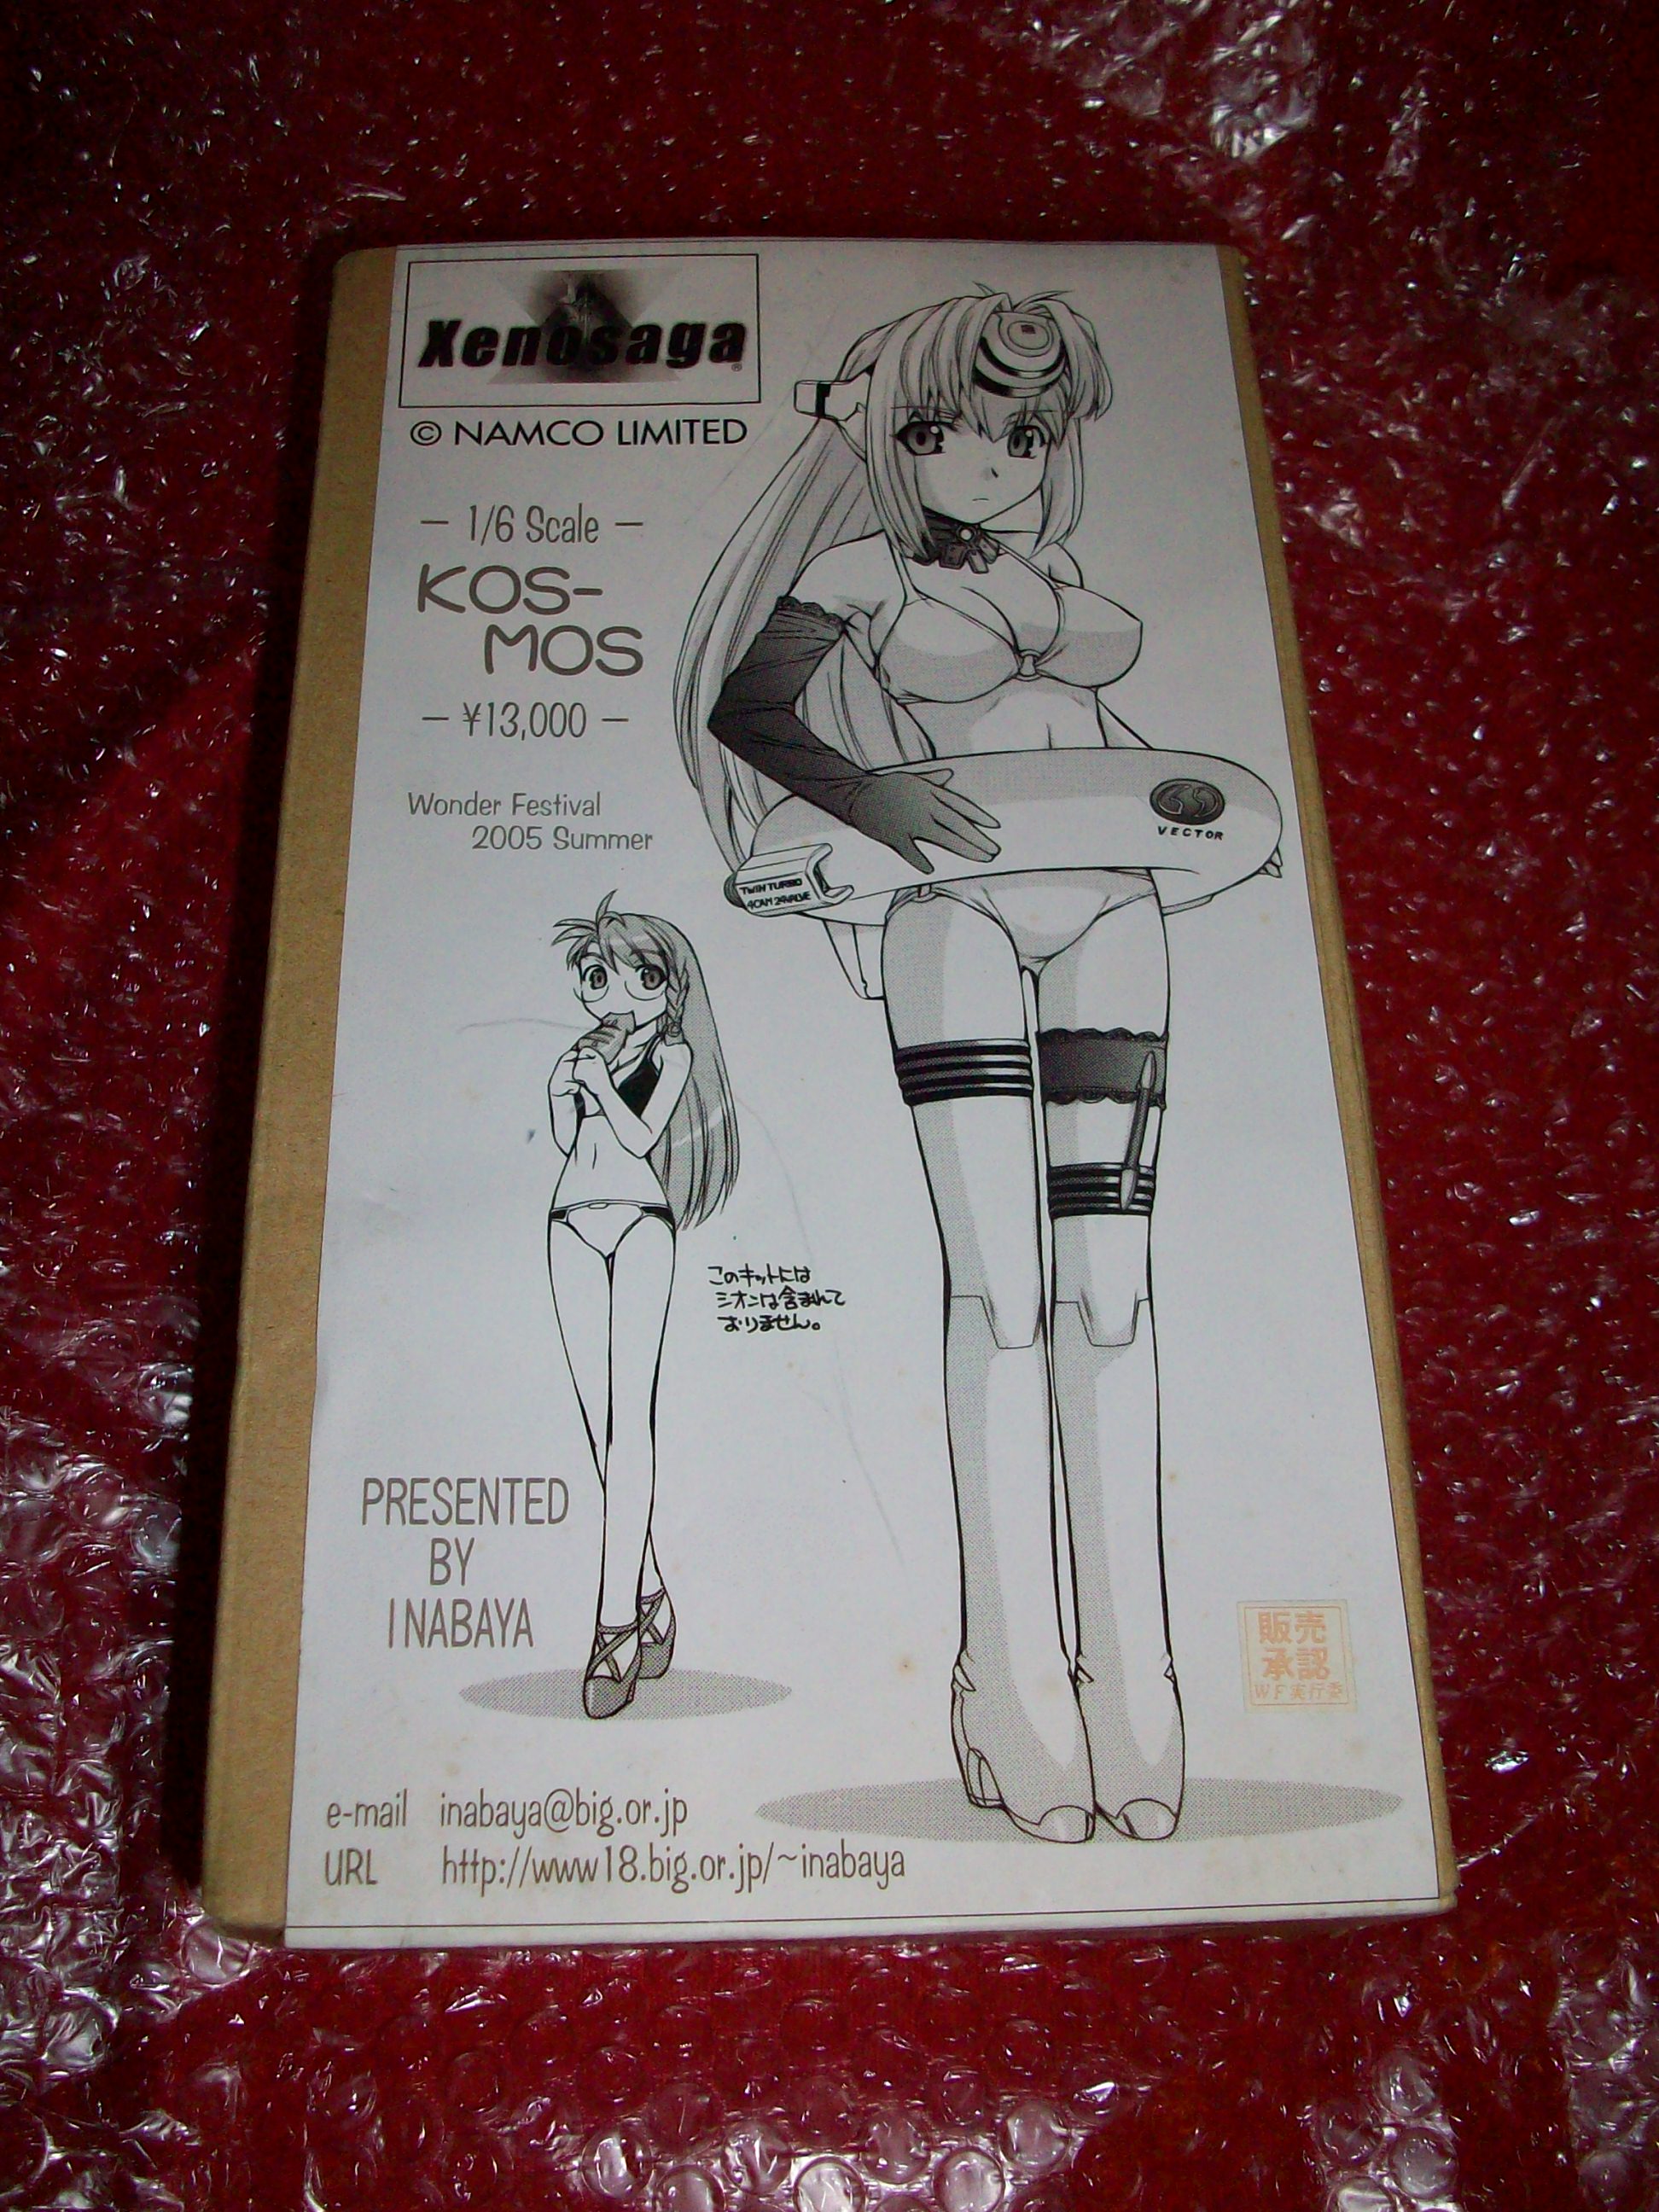 Xenosaga®
© NAMCO LIMITED
– 1/6 Scale –
KOS-
MOS
– ¥13,000 –
Wonder Festival
2005 Summer
VECTOR
TWIN TURBO
4CAM 24VALVE
このキットには
シオンは含まれて
おりません。
PRESENTED
BY
INABAYA
販売
承認
WF実行委
e-mail inabaya@big.or.jp
URL http://www18.big.or.jp/~inabaya